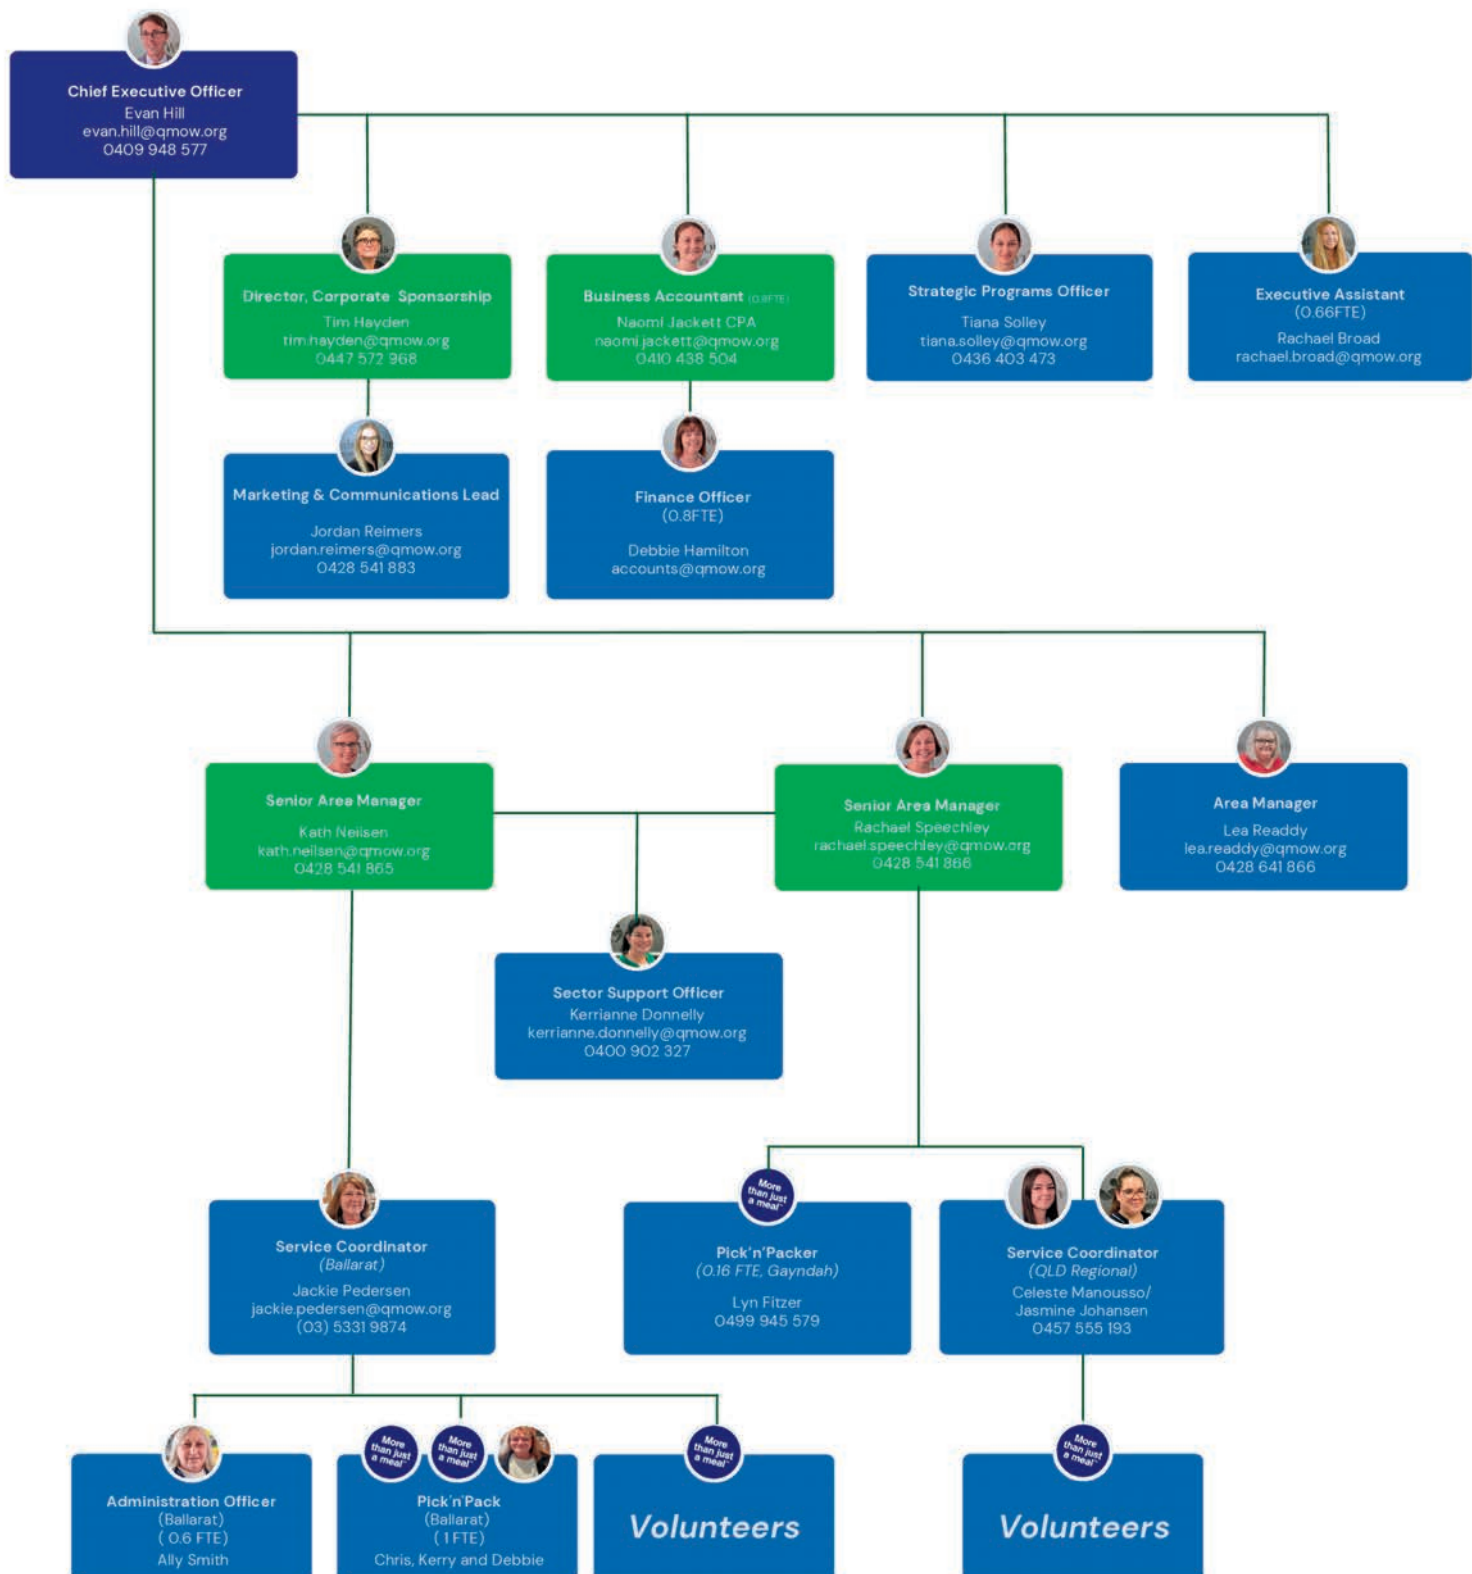 Chief Executive Officer
Evan Hill
evan.hill@qmow.org
0409 948 577
Director, Corporate Sponsorship
Tim Hayden
tim.hayden@qmow.org
0447 572 968
Business Accountant (0.8FTE)
Naomi Jackett CPA
naomi.jackett@qmow.org
0410 438 504
Strategic Programs Officer
Tiana Solley
tiana.solley@qmow.org
0436 403 473
Executive Assistant
(0.66FTE)
Rachael Broad
rachael.broad@qmow.org
Marketing & Communications Lead
Jordan Reimers
jordan.reimers@qmow.org
0428 541 883
Finance Officer
(0.8FTE)
Debbie Hamilton
accounts@qmow.org
Senior Area Manager
Kath Neilsen
kath.neilsen@qmow.org
0428 541 865
Senior Area Manager
Rachael Speechley
rachael.speechley@qmow.org
0428 541 866
Area Manager
Lea Readdy
lea.readdy@qmow.org
0428 641 866
Sector Support Officer
Kerrianne Donnelly
kerrianne.donnelly@qmow.org
0400 902 327
Service Coordinator
(Ballarat)
Jackie Pedersen
jackie.pedersen@qmow.org
(03) 5331 9874
More
than just
a meal™
Pick'n'Packer
(0.16 FTE, Gayndah)
Lyn Fitzer
0499 945 579
Service Coordinator
(QLD Regional)
Celeste Manousso/
Jasmine Johansen
0457 555 193
Administration Officer
(Ballarat)
( 0.6 FTE)
Ally Smith
More
than just
a meal™
More
than just
a meal™
Pick'n'Pack
(Ballarat)
( 1 FTE)
Chris, Kerry and Debbie
More
than just
a meal™
Volunteers
More
than just
a meal™
Volunteers